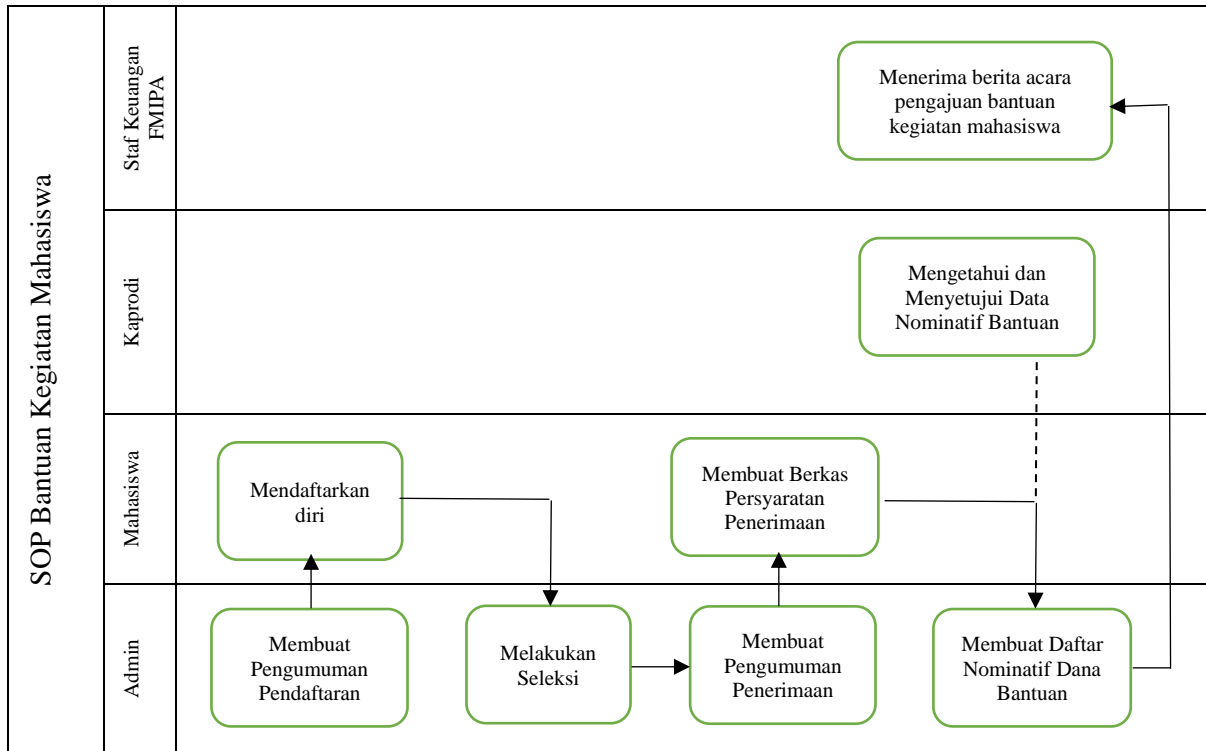 SOP Bantuan Kegiatan Mahasiswa
Staf Keuangan
FMIPA
Menerima berita acara
pengajuan bantuan
kegiatan mahasiswa
Kaprodi
Mengetahui dan
Menyetujui Data
Nominatif Bantuan
Mahasiswa
Mendaftarkan
diri
Membuat Berkas
Persyaratan
Penerimaan
Admin
Membuat
Pengumuman
Pendaftaran
Melakukan
Seleksi
Membuat
Pengumuman
Penerimaan
Membuat Daftar
Nominatif Dana
Bantuan